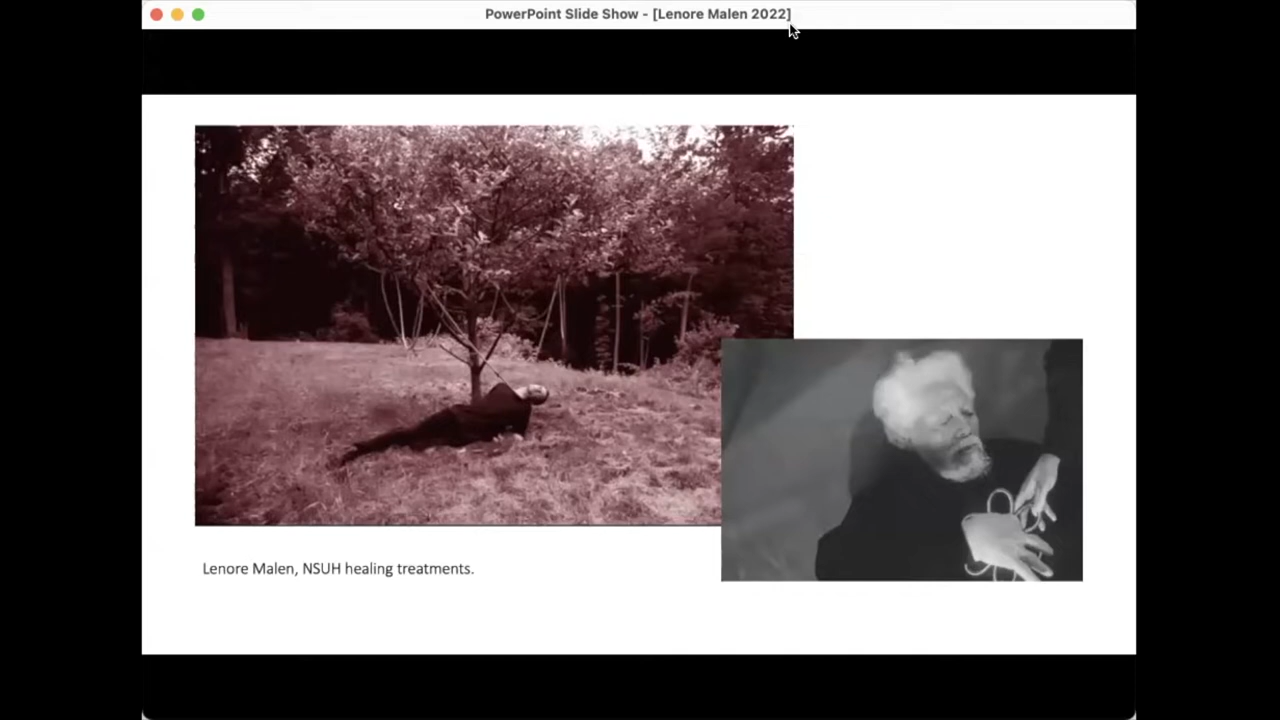 PowerPoint Slide Show - [Lenore Malen 2022]
Lenore Malen, NSUH healing treatments.